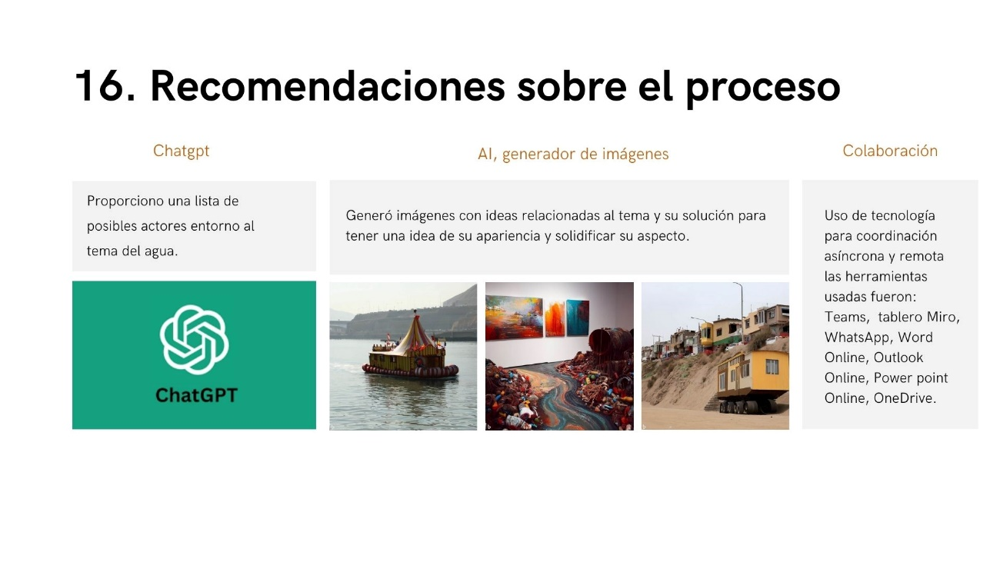 16. Recomendaciones sobre el proceso
Chatgpt
Proporciono una lista de
posibles actores entorno al
tema del agua.
ChatGPT
AI, generador de imágenes
Generó imágenes con ideas relacionadas al tema y su solución para
tener una idea de su apariencia y solidificar su aspecto.
Colaboración
Uso de tecnología
para coordinación
asíncrona y remota
las herramientas
usadas fueron:
Teams,  tablero Miro,
WhatsApp, Word
Online, Outlook
Online, Power point
Online, OneDrive.